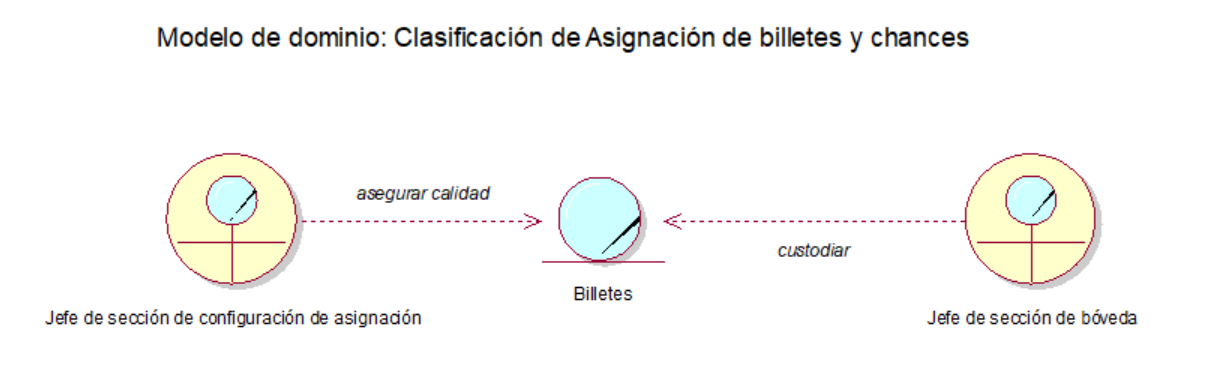 Modelo de dominio: Clasificación de Asignación de billetes y chances
asegurar calidad
custodiar
Billetes
Jefe de sección de configuración de asignación
Jefe de sección de bóveda